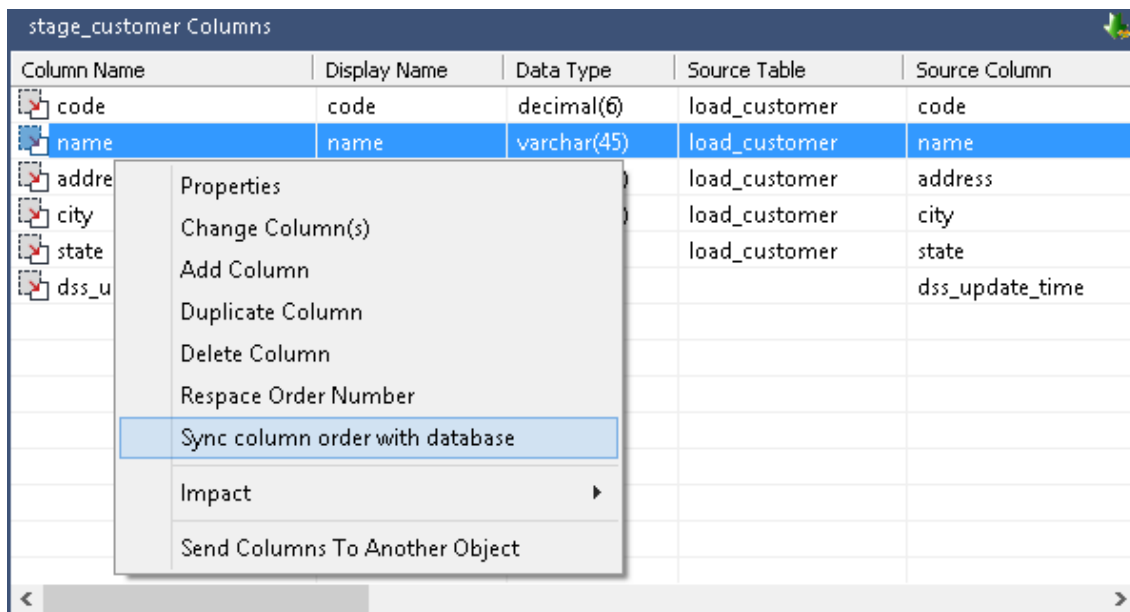 stage_customer Columns
Column Name Display Name Data Type Source Table Source Column
code code decimal(6) load_customer code
name name varchar(45) load_customer name
addre ) load_customer address
city ) load_customer city
state load_customer state
dss_u dss_update_time
Properties
Change Column(s)
Add Column
Duplicate Column
Delete Column
Respace Order Number
Sync column order with database
Impact
Send Columns To Another Object